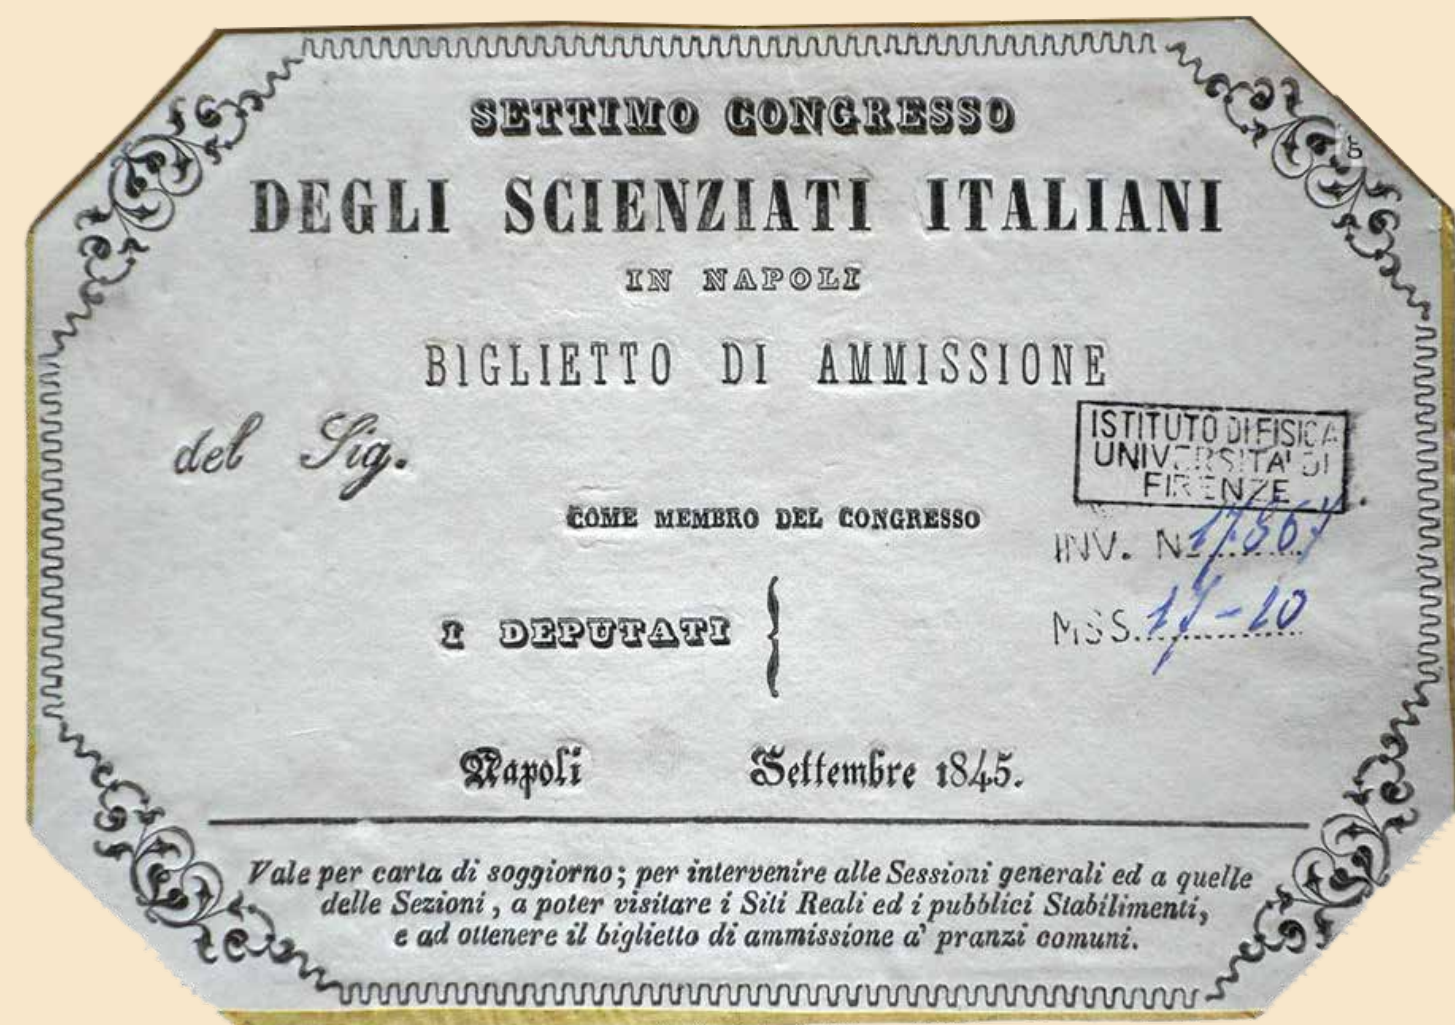 SETTIMO CONGRESSO
DEGLI SCIENZIATI ITALIANI
IN NAPOLI
BIGLIETTO DI AMMISSIONE
del Sig.
ISTITUTO DI FISICA
UNIVERSITA' DI
FIRENZE
COME MEMBRO DEL CONGRESSO
INV. Nº
I DEPUTATI
MSS. 17-10
Napoli Settembre 1845.
Vale per carta di soggiorno; per intervenire alle Sessioni generali ed a quelle
delle Sezioni, a poter visitare i Siti Reali ed i pubblici Stabilimenti,
e ad ottenere il biglietto di ammissione a' pranzi comuni.